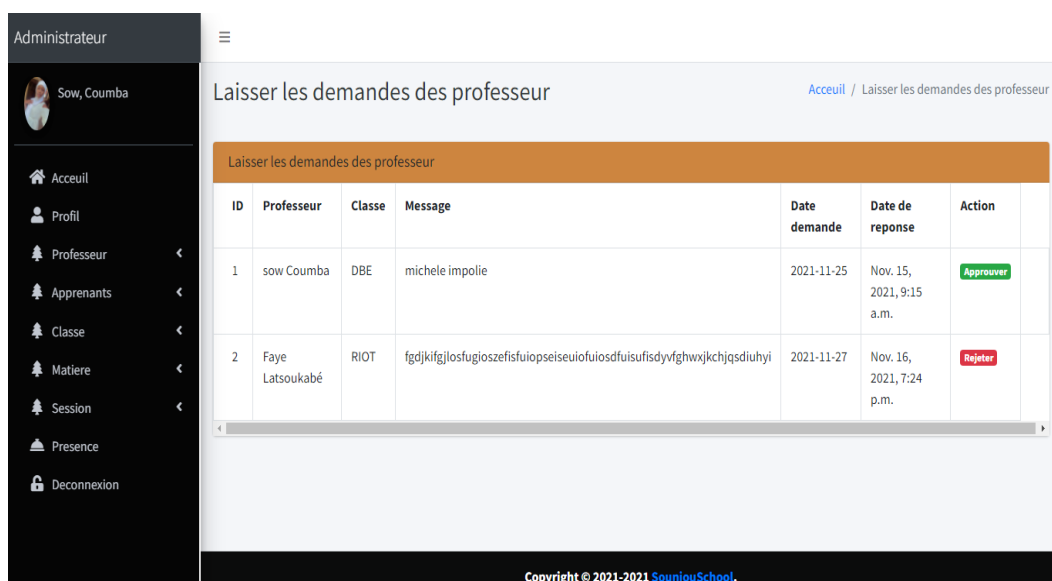 Administrateur
Sow, Coumba
Acceuil
Profil
Professeur
Apprenants
Classe
Matiere
Session
Presence
Deconnexion
Laisser les demandes des professeur
Acceuil / Laisser les demandes des professeur
Laisser les demandes des professeur
ID Professeur Classe Message Date demande Date de reponse Action
1 sow Coumba DBE michele impolie 2021-11-25 Nov. 15, 2021, 9:15 a.m. Approuver
2 Faye Latsoukabé RIOT fgdjkifgjlosfugioszefisfuiopseiseuiofuiosdfuisufisdyvfghwxjkchjqsdiuhyi 2021-11-27 Nov. 16, 2021, 7:24 p.m. Rejeter
Copyright © 2021-2021 SounjouSchool.